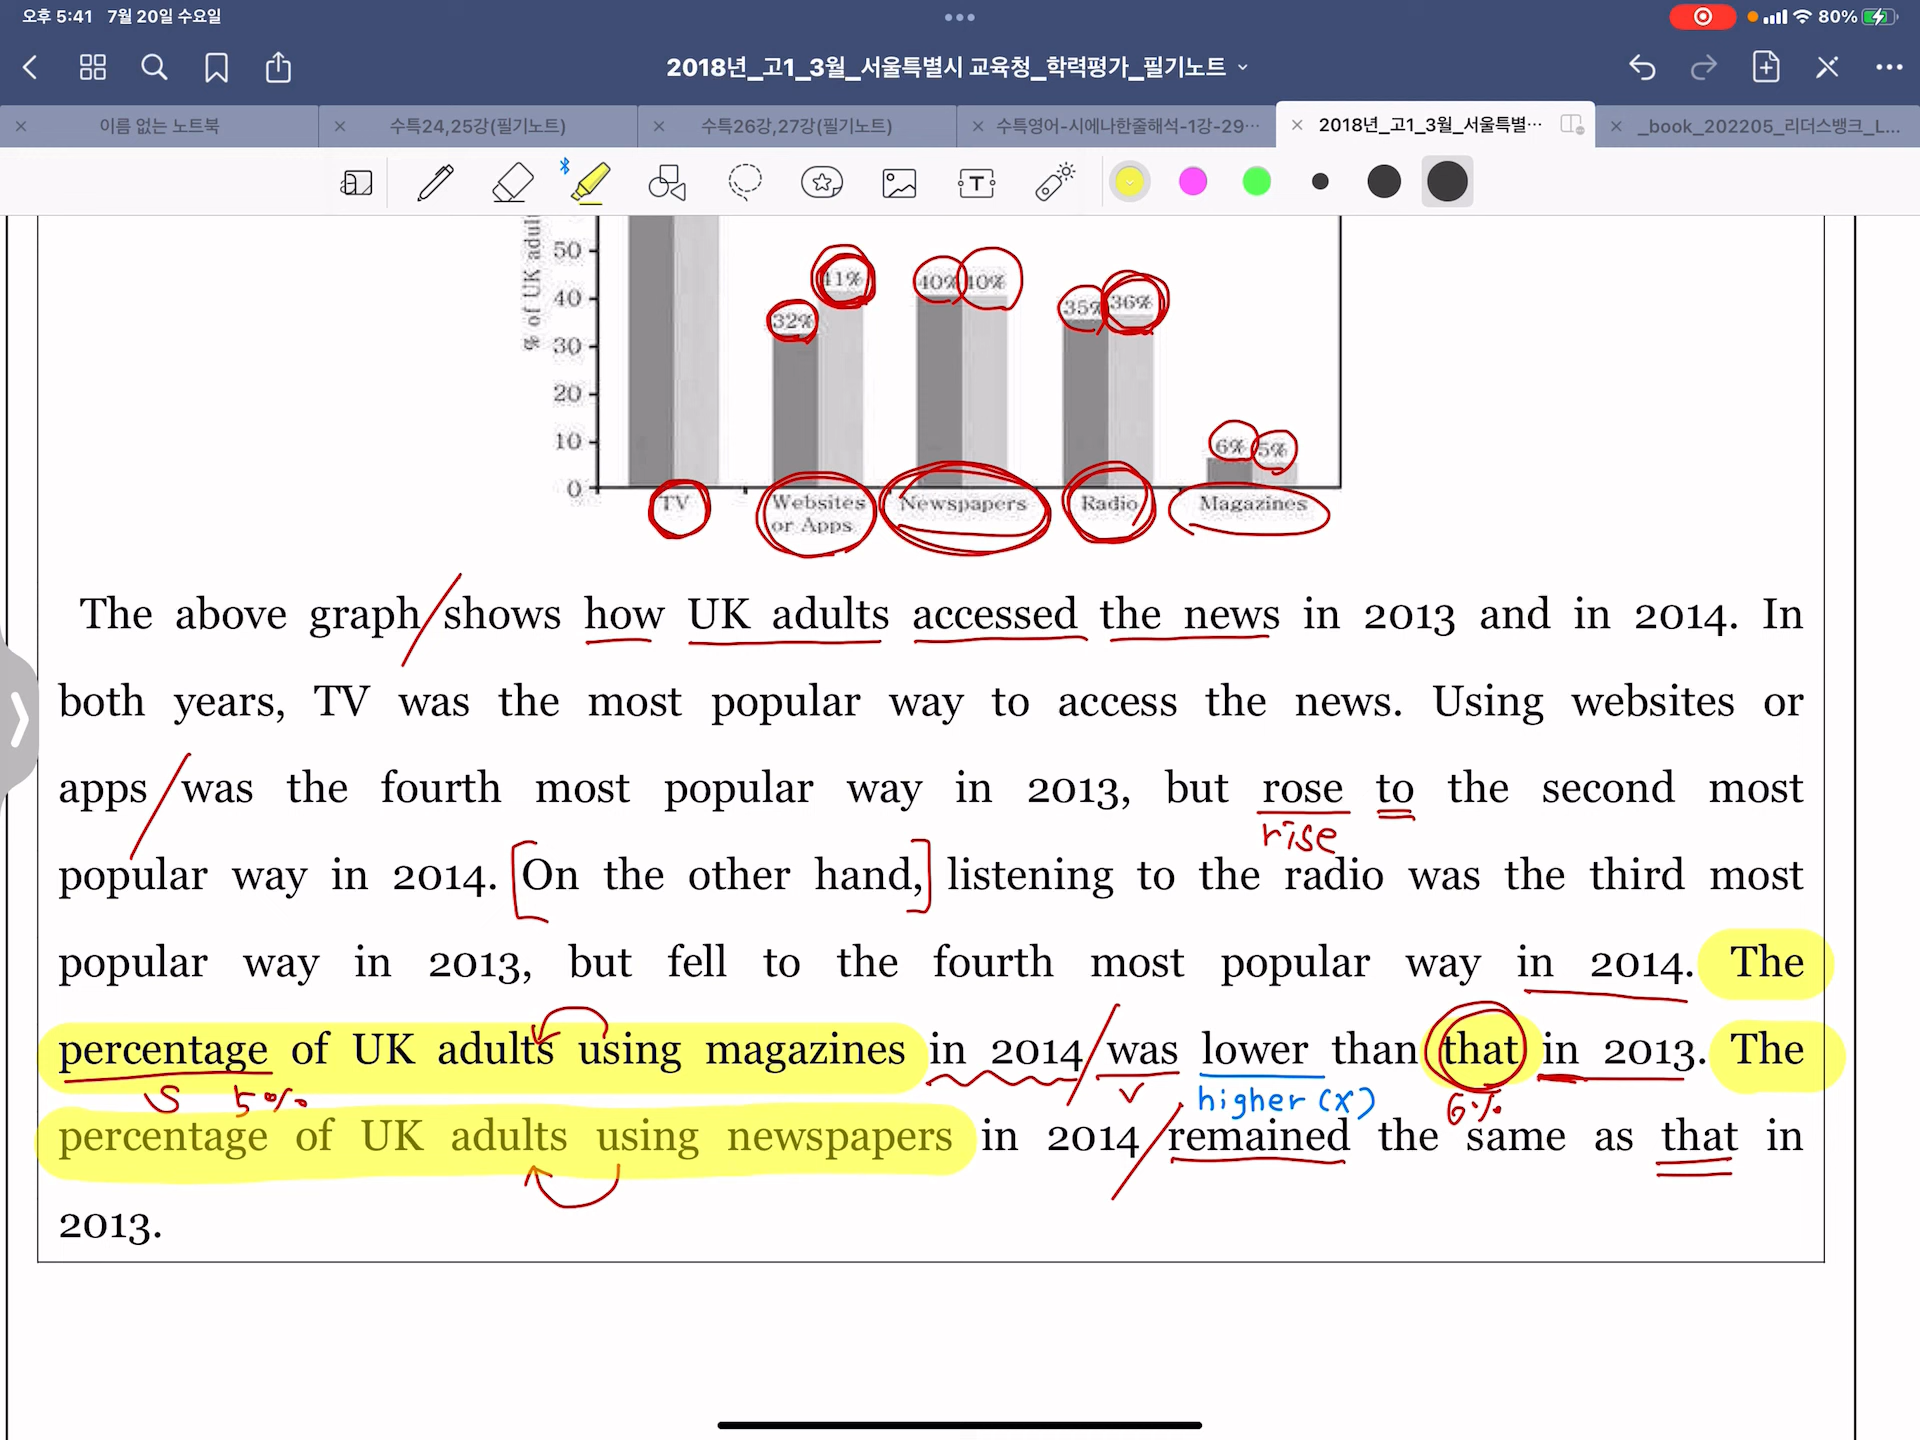 오후 5:41 7월 20일 수요일
80%
2018년_고1_3월_서울특별시 교육청_학력평가_필기노트
이름 없는 노트북
수특24,25강(필기노트)
수특26강,27강(필기노트)
수특영어-시에나한줄해석-1강-29…
2018년_고1_3월_서울특별…
_book_202205_리더스뱅크_L...
% of UK adul
50
40
30
20
10
0
32%
41%
40%
40%
35%
36%
6%
5%
TV
Websites
or Apps
Newspapers
Radio
Magazines
The above graph shows how UK adults accessed the news in 2013 and in 2014. In
both years, TV was the most popular way to access the news. Using websites or
apps was the fourth most popular way in 2013, but rose to the second most
rise
popular way in 2014. [On the other hand,] listening to the radio was the third most
popular way in 2013, but fell to the fourth most popular way in 2014. The
percentage of UK adults using magazines in 2014 was lower than that in 2013. The
S 5% v higher (x) 6%
percentage of UK adults using newspapers in 2014 remained the same as that in
2013.